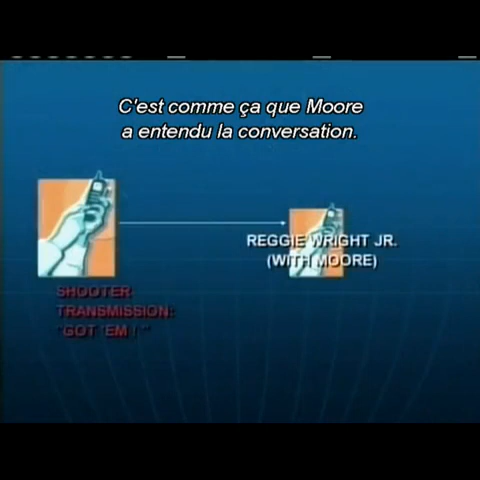 C'est comme ça que Moore
a entendu la conversation.
REGGIE WRIGHT JR.
(WITH MOORE)
SHOOTER
TRANSMISSION:
"GOT 'EM ! "